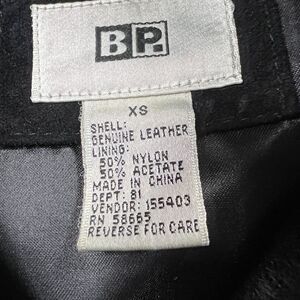 BP.
XS
SHELL:
GENUINE LEATHER
LINING:
50% NYLON
50% ACETATE
MADE IN CHINA
DEPT: 81
VENDOR: 155403
RN 58665
REVERSE FOR CARE